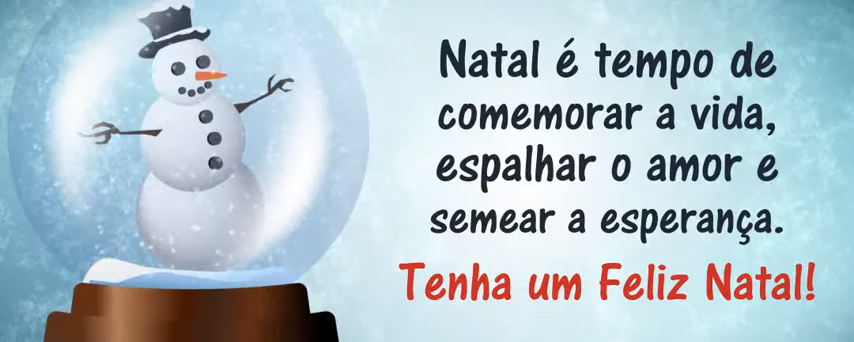 Natal é tempo de
comemorar a vida,
espalhar o amor e
semear a esperança.
Tenha um Feliz Natal!